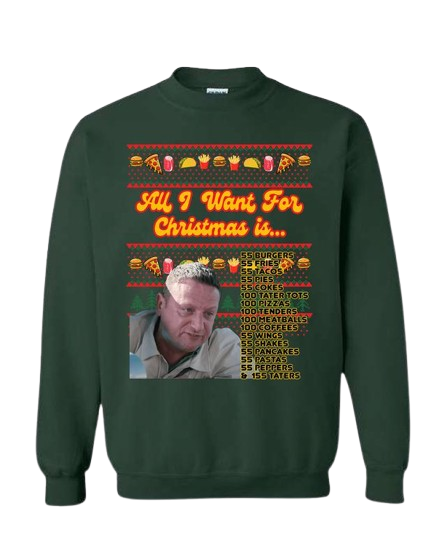 All I Want For
Christmas is...
55 BURGERS
55 FRIES
55 TACOS
55 PIES
55 COKES
100 TATER TOTS
100 PIZZAS
100 TENDERS
100 MEATBALLS
100 COFFEES
55 WINGS
55 SHAKES
55 PANCAKES
55 PASTAS
55 PEPPERS
& 155 TATERS